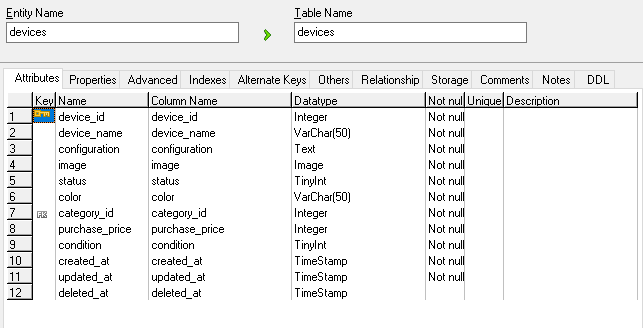 Entity Name Table Name
devices devices
Attributes Properties Advanced Indexes Alternate Keys Others Relationship Storage Comments Notes DDL
Key Name Column Name Datatype Not nul Unique Description
1 device_id device_id Integer Not null
2 device_name device_name VarChar(50) Not null
3 configuration configuration Text Not null
4 image image Image Not null
5 status status TinyInt Not null
6 color color VarChar(50) Not null
7 FK category_id category_id Integer Not null
8 purchase_price purchase_price Integer Not null
9 condition condition TinyInt Not null
10 created_at created_at TimeStamp Not null
11 updated_at updated_at TimeStamp Not null
12 deleted_at deleted_at TimeStamp